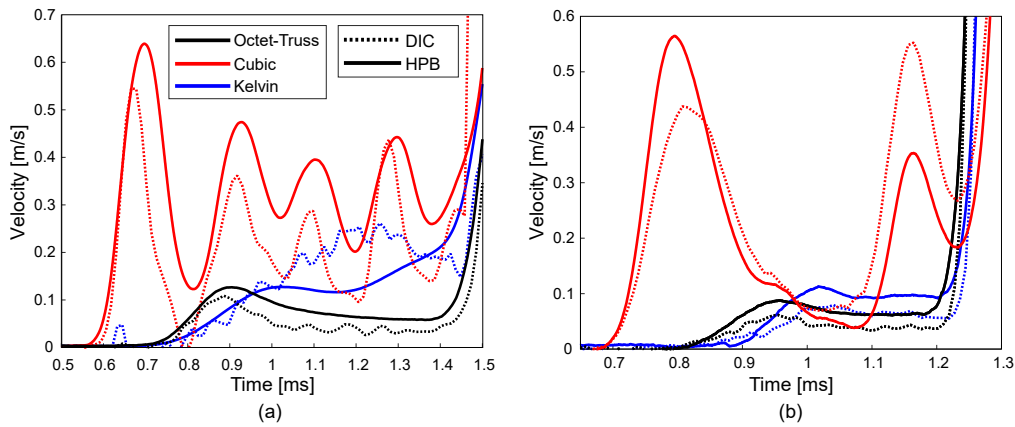 0.7
0.6
0.5
0.4
0.3
0.2
0.1
0
Velocity [m/s]
Octet-Truss
Cubic
Kelvin
DIC
HPB
0.5 0.6 0.7 0.8 0.9 1 1.1 1.2 1.3 1.4 1.5
Time [ms]
(a)
0.6
0.5
0.4
0.3
0.2
0.1
0
Velocity [m/s]
0.7 0.8 0.9 1 1.1 1.2 1.3
Time [ms]
(b)